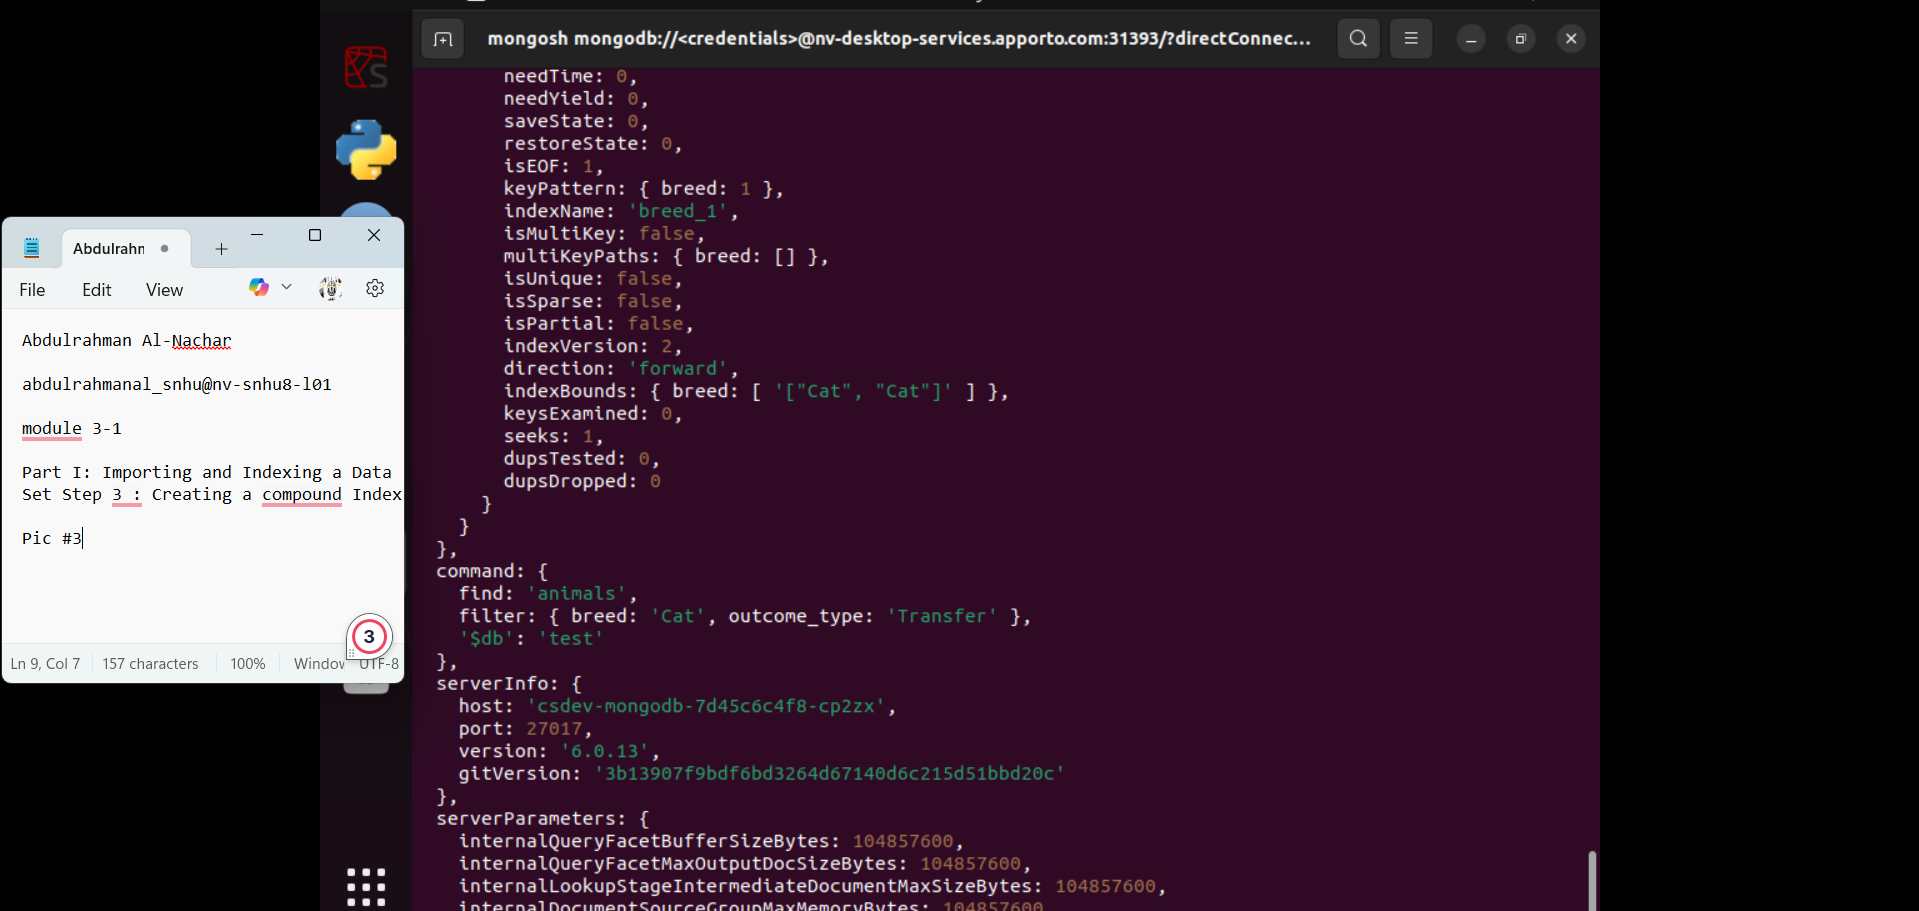 mongosh mongodb://<credentials>@nv-desktop-services.apporto.com:31393/?directConnec...
needTime: 0,
needYield: 0,
saveState: 0,
restoreState: 0,
isEOF: 1,
keyPattern: { breed: 1 },
indexName: 'breed_1',
isMultiKey: false,
multiKeyPaths: { breed: [] },
isUnique: false,
isSparse: false,
isPartial: false,
indexVersion: 2,
direction: 'forward',
indexBounds: { breed: [ '["Cat", "Cat"]' ] },
keysExamined: 0,
seeks: 1,
dupsTested: 0,
dupsDropped: 0
}
}
},
command: {
find: 'animals',
filter: { breed: 'Cat', outcome_type: 'Transfer' },
'$db': 'test'
},
serverInfo: {
host: 'csdev-mongodb-7d45c6c4f8-cp2zx',
port: 27017,
version: '6.0.13',
gitVersion: '3b13907f9bdf6bd3264d67140d6c215d51bbd20c'
},
serverParameters: {
internalQueryFacetBufferSizeBytes: 104857600,
internalQueryFacetMaxOutputDocSizeBytes: 104857600,
internalLookupStageIntermediateDocumentMaxSizeBytes: 104857600,
internalDocumentSourceGroupMaxMemoryBytes: 104857600
Abdulrahn
File Edit View
Abdulrahman Al-Nachar
abdulrahmanal_snhu@nv-snhu8-l01
module 3-1
Part I: Importing and Indexing a Data
Set Step 3 : Creating a compound Index
Pic #3
3
Ln 9, Col 7 157 characters 100% Window UTF-8